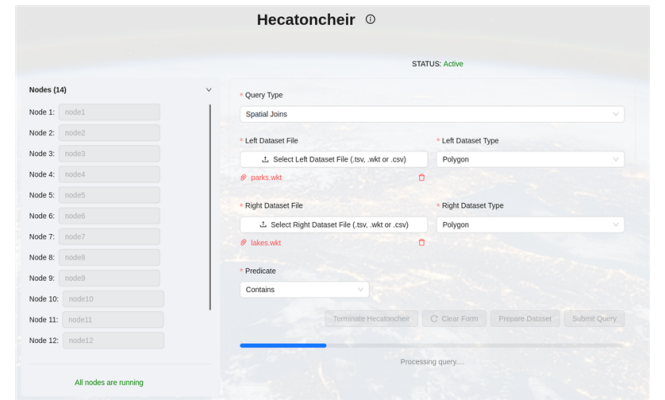 Hecatoncheir
STATUS: Active
Nodes (14)
Node 1: node1
Node 2: node2
Node 3: node3
Node 4: node4
Node 5: node5
Node 6: node6
Node 7: node7
Node 8: node8
Node 9: node9
Node 10: node10
Node 11: node11
Node 12: node12
All nodes are running
* Query Type
Spatial Joins
* Left Dataset File
* Left Dataset Type
Select Left Dataset File (.tsv, .wkt or .csv)
Polygon
parks.wkt
* Right Dataset File
* Right Dataset Type
Select Right Dataset File (.tsv, .wkt or .csv)
Polygon
lakes.wkt
* Predicate
Contains
Terminate Hecatoncheir
Clear Form
Prepare Dataset
Submit Query
Processing query....